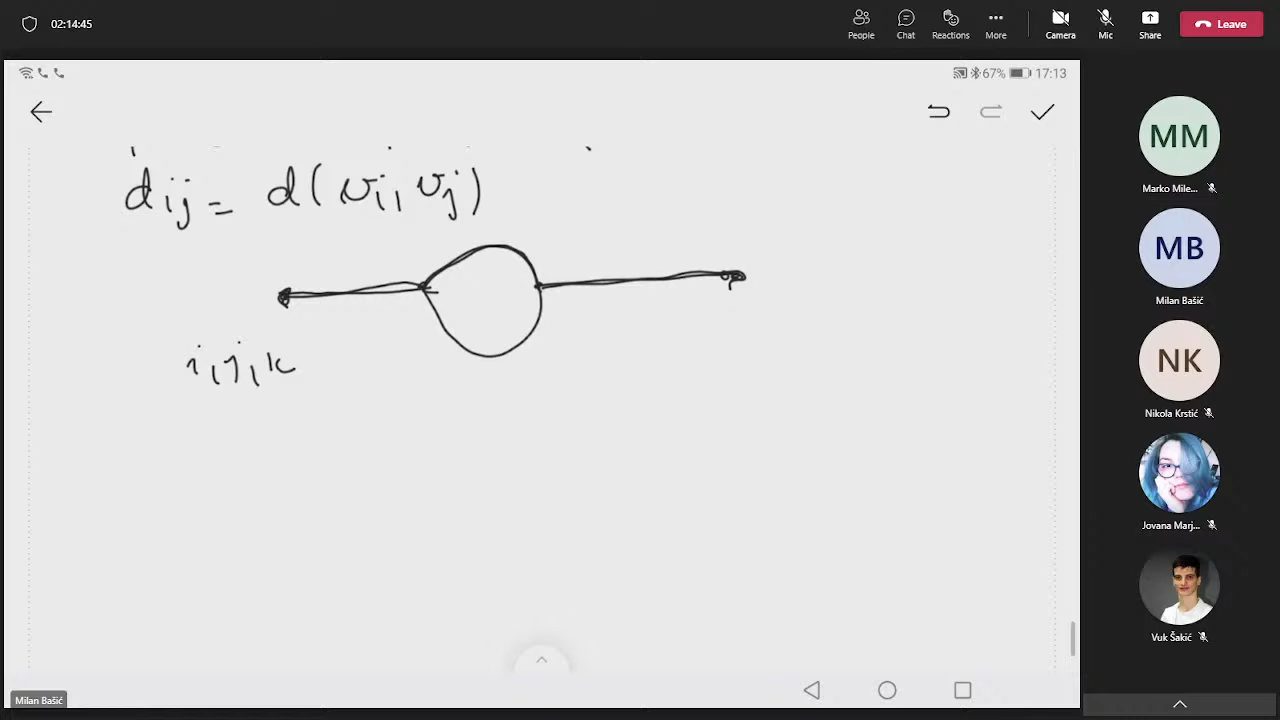 02:14:45
People Chat Reactions More Camera Mic Share Leave
67% 17:13
dij = d(vi, vj)
i, j, k
MM
Marko Mile...
MB
Milan Bašić
NK
Nikola Krstić
Jovana Marj...
Vuk Šakić
Milan Bašić